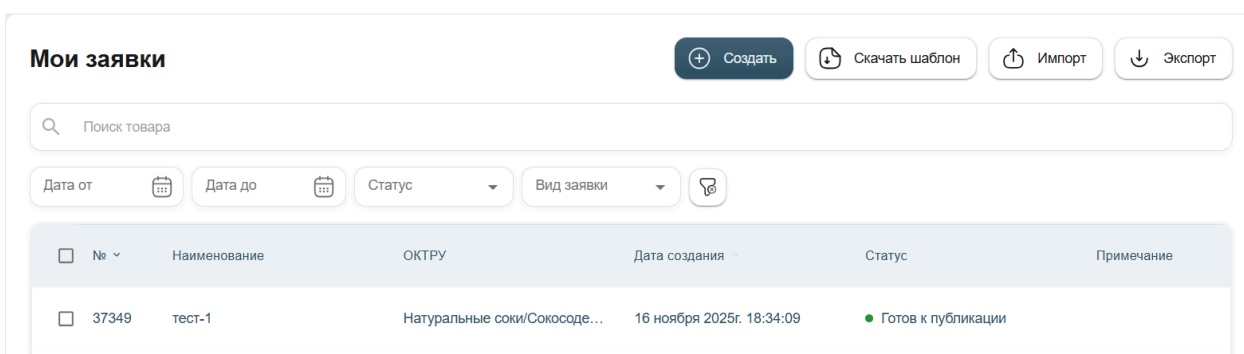 Мои заявки
Создать
Скачать шаблон
Импорт
Экспорт
Поиск товара
Дата от
Дата до
Статус
Вид заявки
№ Наименование ОКТРУ Дата создания Статус Примечание
37349 тест-1 Натуральные соки/Сокосоде... 16 ноября 2025г. 18:34:09 Готов к публикации